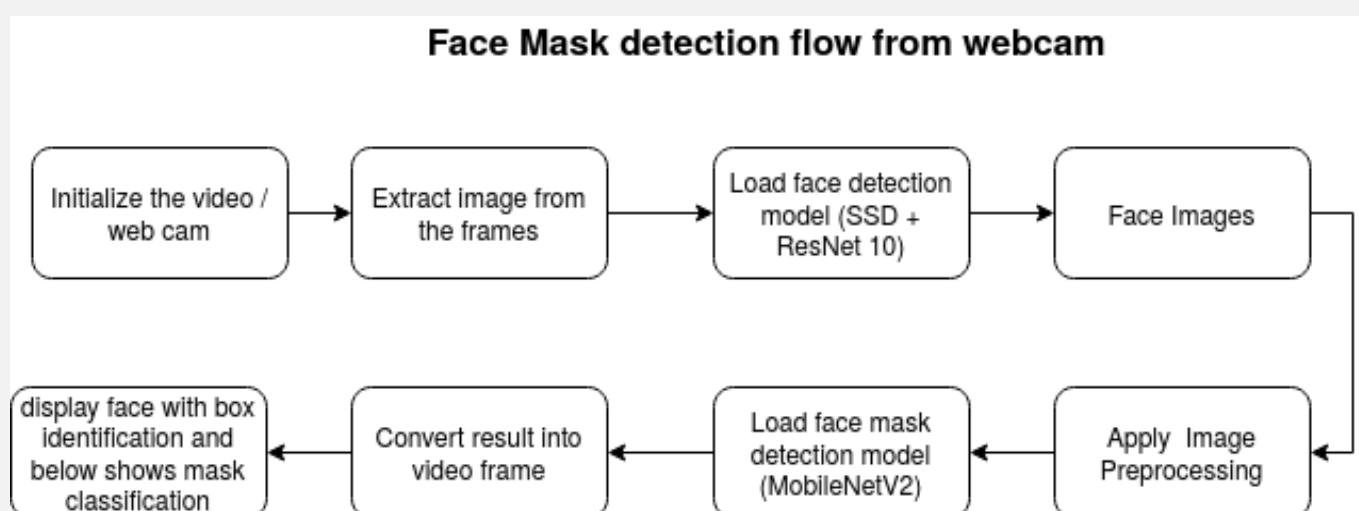 Face Mask detection flow from webcam
Initialize the video /
web cam
Extract image from
the frames
Load face detection
model (SSD +
ResNet 10)
Face Images
Apply Image
Preprocessing
Load face mask
detection model
(MobileNetV2)
Convert result into
video frame
display face with box
identification and
below shows mask
classification